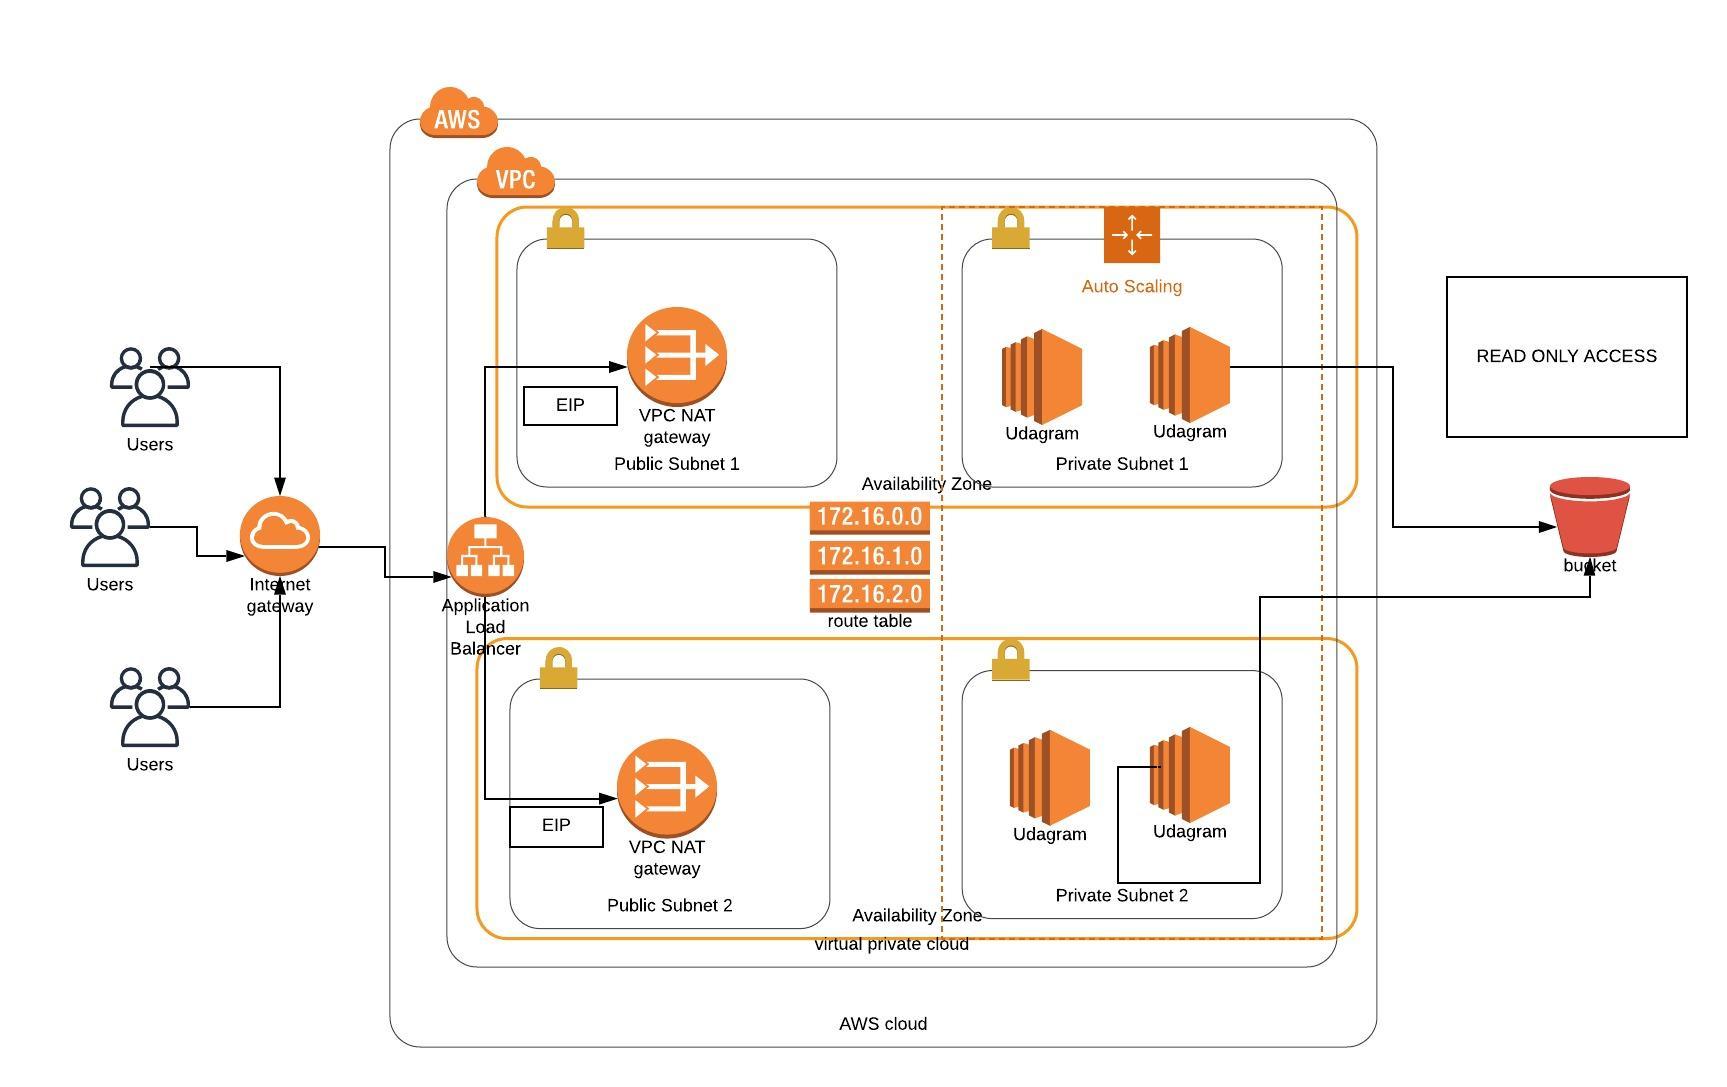 AWS
VPC
Auto Scaling
READ ONLY ACCESS
EIP
VPC NAT
gateway
Udagram
Udagram
Users
Public Subnet 1
Private Subnet 1
Availability Zone
172.16.0.0
172.16.1.0
172.16.2.0
route table
bucket
Users
Internet
gateway
Application
Load
Balancer
Users
EIP
VPC NAT
gateway
Udagram
Udagram
Public Subnet 2
Private Subnet 2
Availability Zone
virtual private cloud
AWS cloud